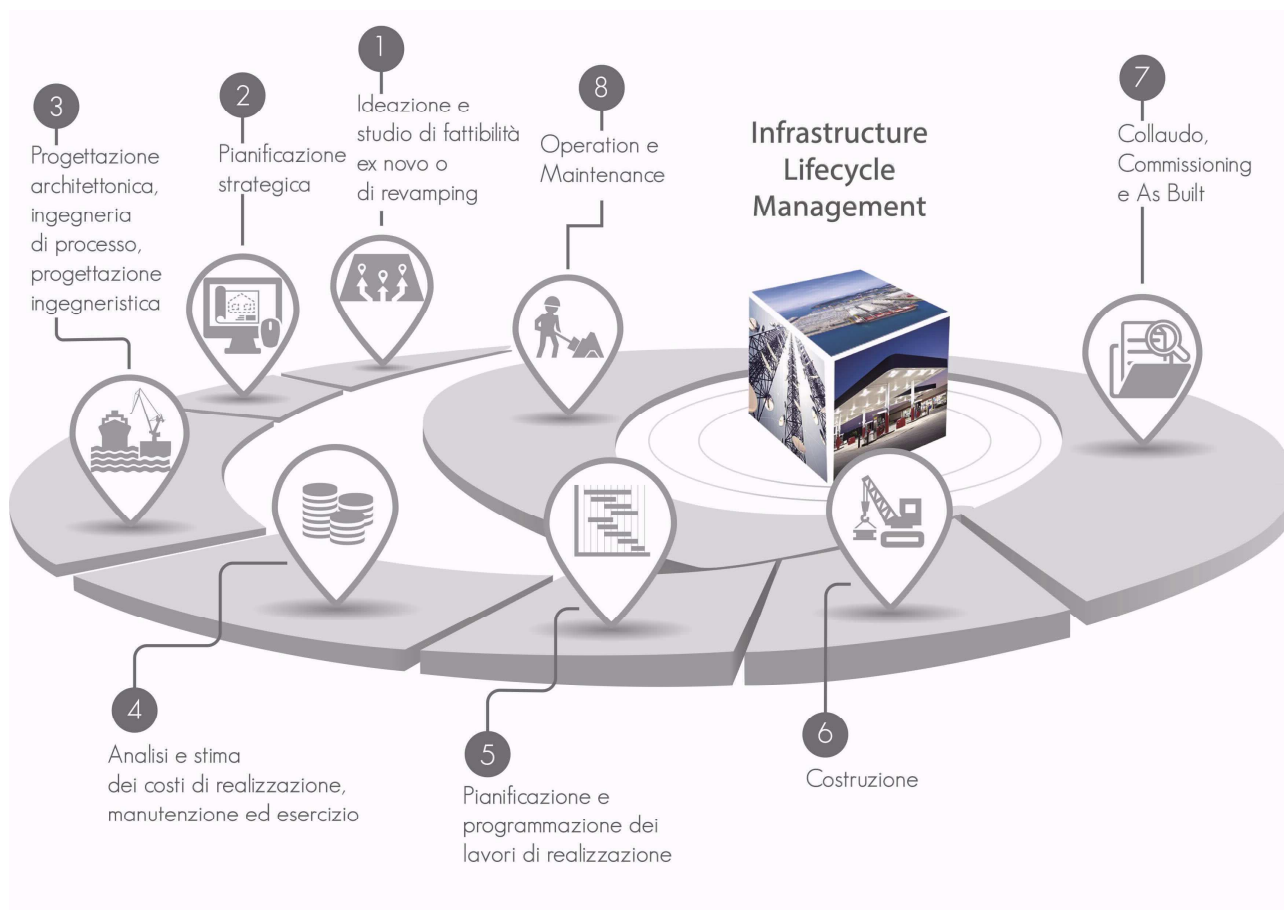 1
Ideazione e
studio di fattibilità
ex novo o
di revamping
2
Pianificazione
strategica
3
Progettazione
architettonica,
ingegneria
di processo,
progettazione
ingegneristica
4
Analisi e stima
dei costi di realizzazione,
manutenzione ed esercizio
5
Pianificazione e
programmazione dei
lavori di realizzazione
6
Costruzione
7
Collaudo,
Commissioning
e As Built
8
Operation e
Maintenance
Infrastructure
Lifecycle
Management